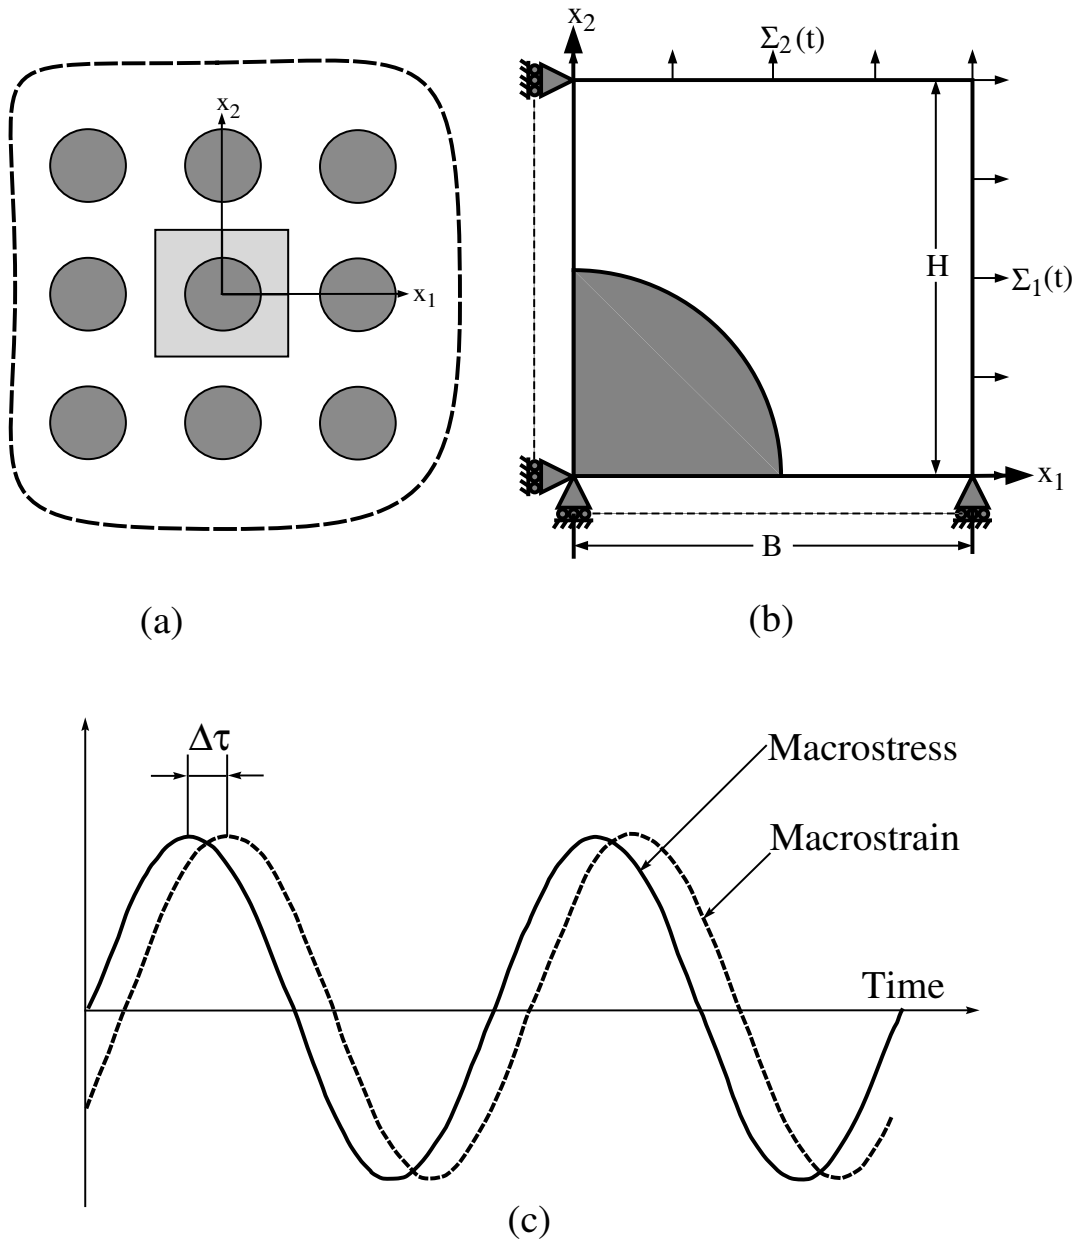 x2
x1
(a)
x2
Σ2(t)
H
Σ1(t)
x1
B
(b)
Δτ
Macrostress
Macrostrain
Time
(c)